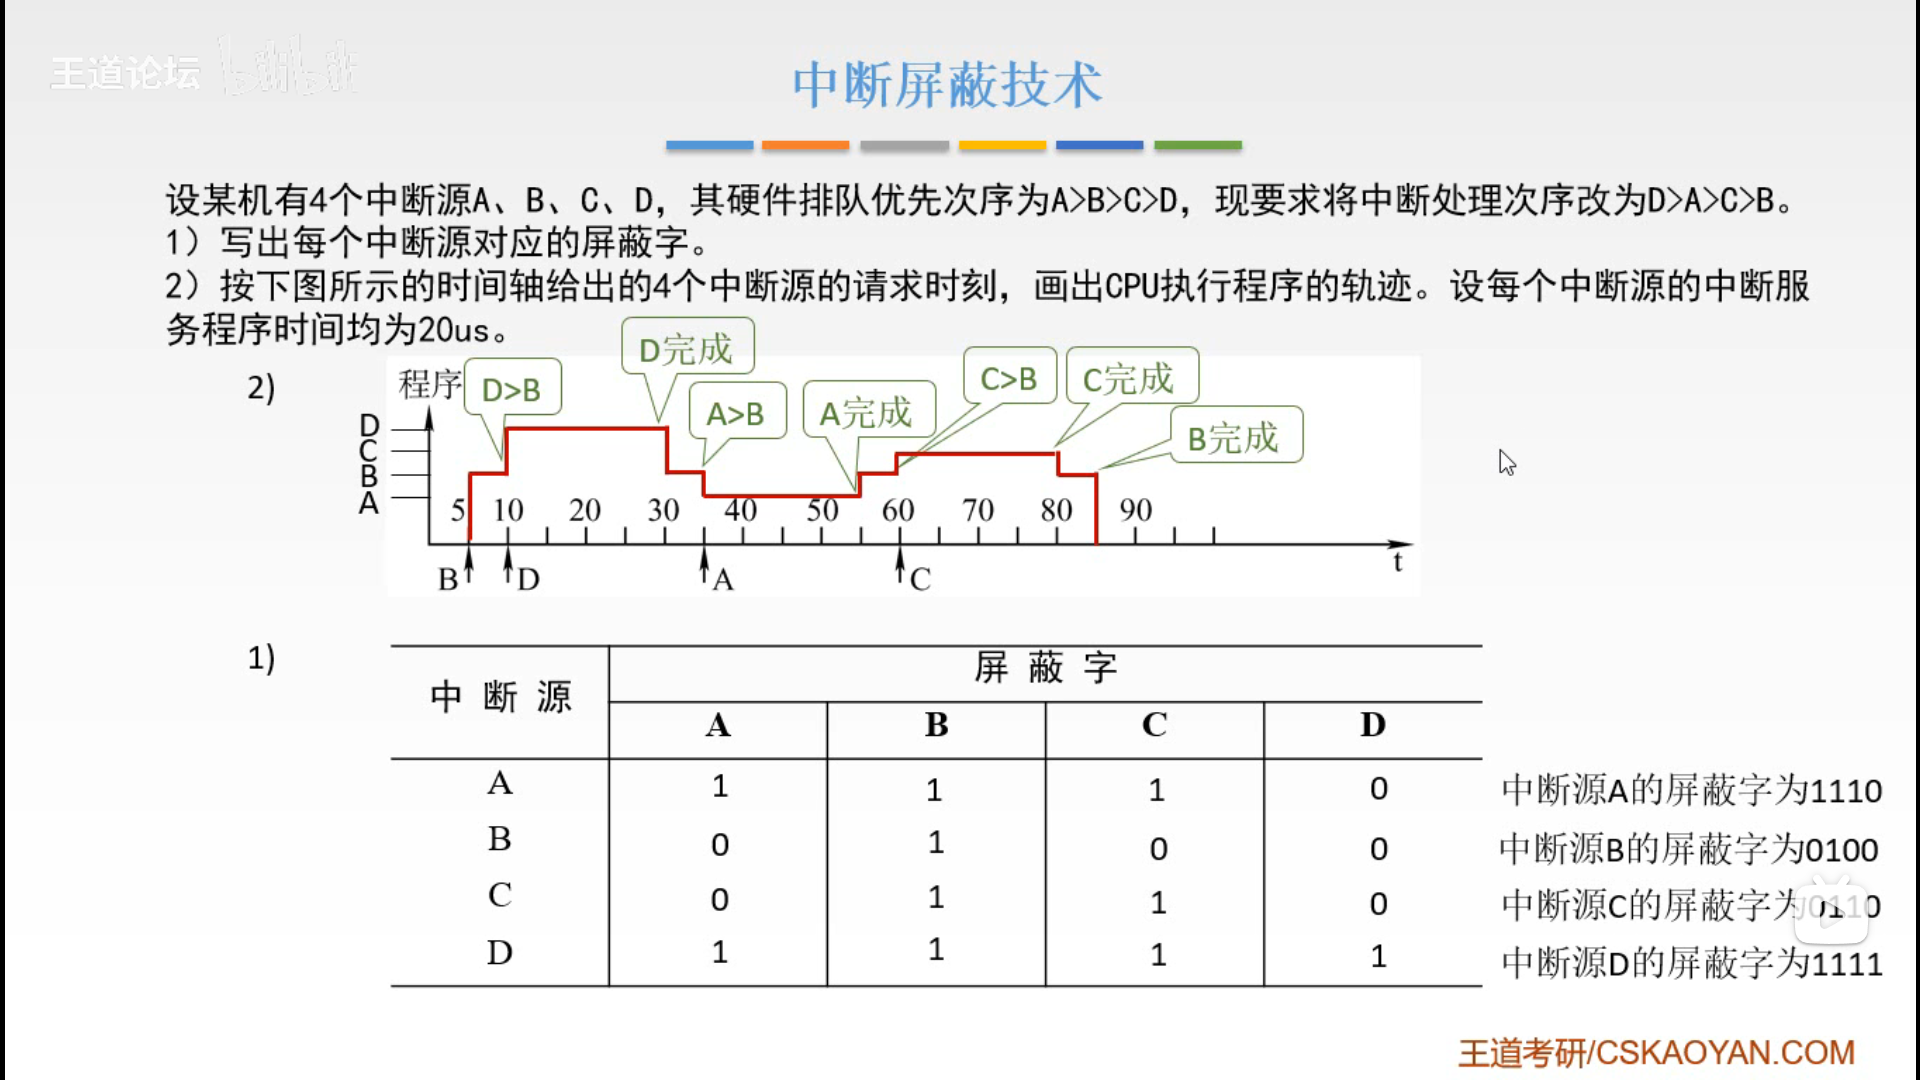 王道论坛 bilibili
中断屏蔽技术
设某机有4个中断源A、B、C、D，其硬件排队优先次序为A>B>C>D，现要求将中断处理次序改为D>A>C>B。
1）写出每个中断源对应的屏蔽字。
2）按下图所示的时间轴给出的4个中断源的请求时刻，画出CPU执行程序的轨迹。设每个中断源的中断服
务程序时间均为20us。
2)
程序
D>B
D完成
A>B
A完成
C>B
C完成
B完成
D
C
B
A
5 10 20 30 40 50 60 70 80 90
t
B D A C
1)
中 断 源
屏 蔽 字
A B C D
A 1 1 1 0 中断源A的屏蔽字为1110
B 0 1 0 0 中断源B的屏蔽字为0100
C 0 1 1 0 中断源C的屏蔽字为0110
D 1 1 1 1 中断源D的屏蔽字为1111
王道考研/CSKAOYAN.COM